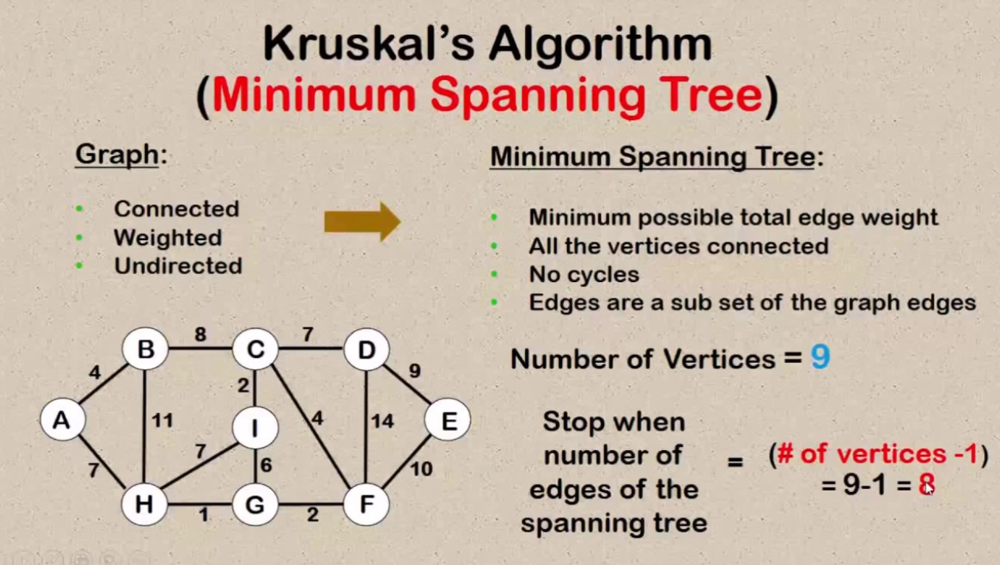 Kruskal's Algorithm
(Minimum Spanning Tree)
Graph:
• Connected
• Weighted
• Undirected
Minimum Spanning Tree:
• Minimum possible total edge weight
• All the vertices connected
• No cycles
• Edges are a sub set of the graph edges
Number of Vertices = 9
Stop when
number of
edges of the
spanning tree
=
(# of vertices -1)
= 9-1 = 8
8 7
B C D
4 2 9
A 11 I 4 14 E
7 7 6 10
H G F
1 2